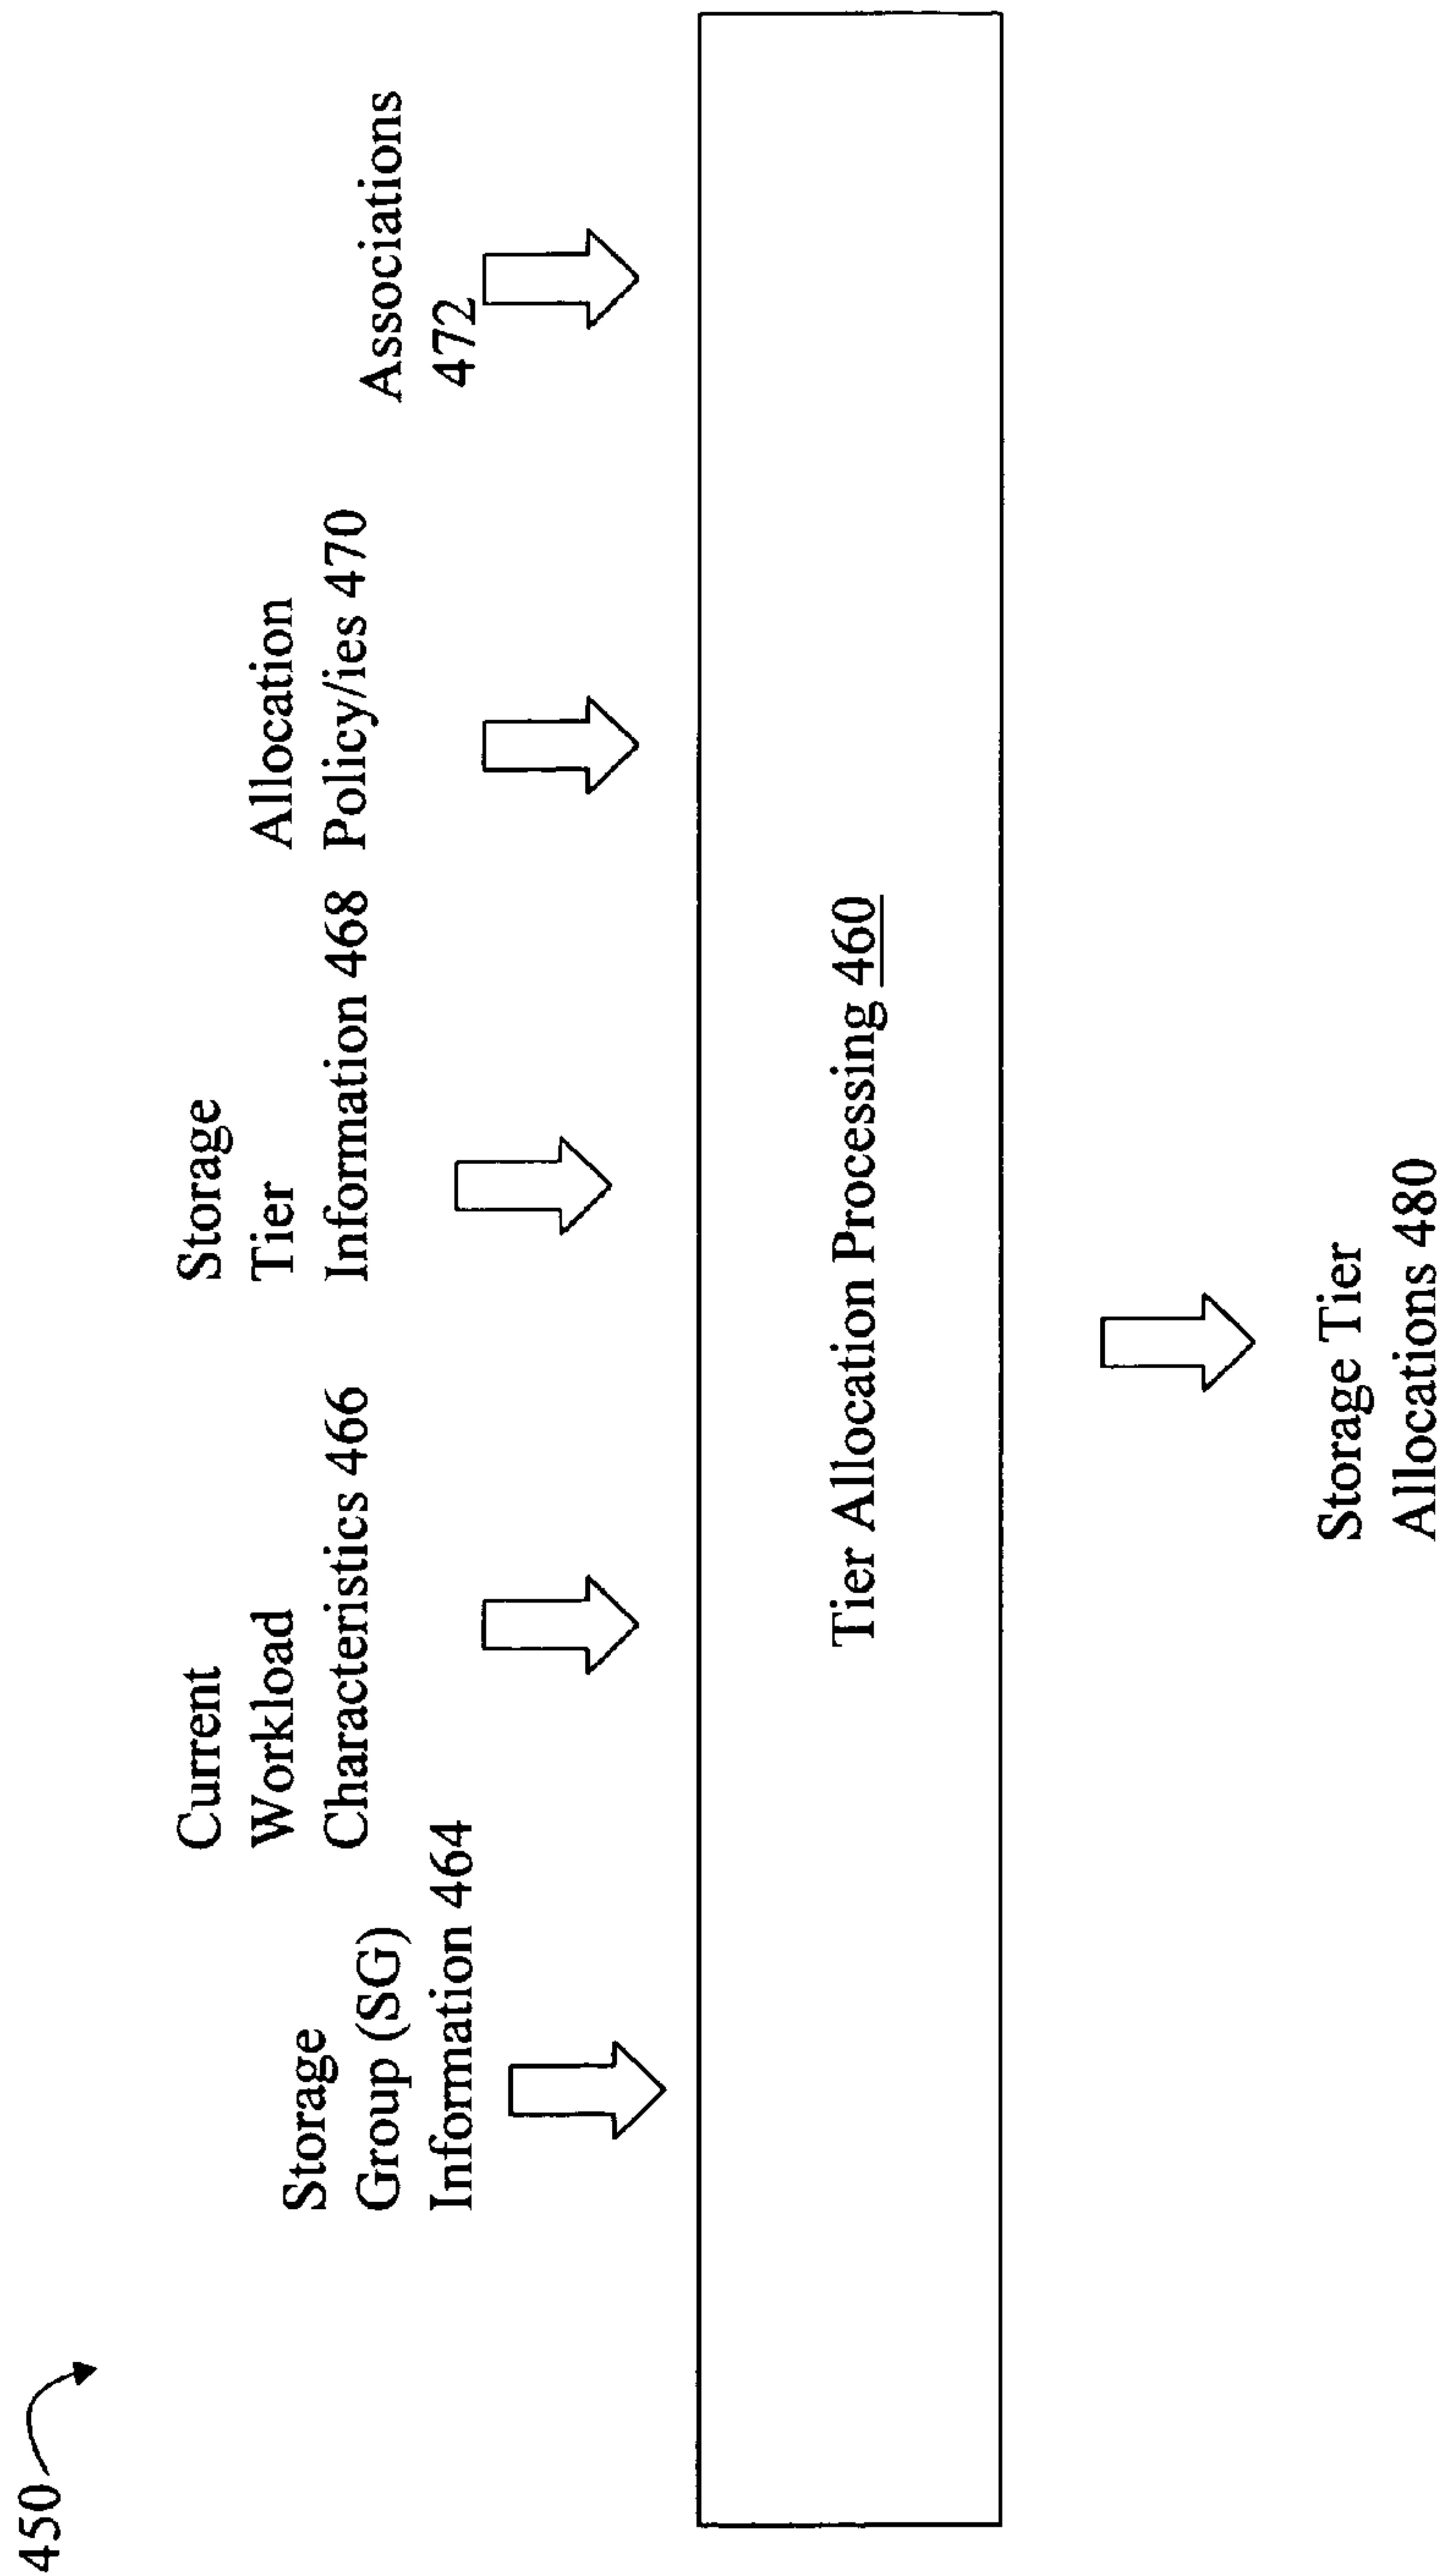 450
Storage
Group (SG)
Information 464
Current
Workload
Characteristics 466
Storage
Tier
Information 468
Allocation
Policy/ies 470
Associations
472
Tier Allocation Processing 460
Storage Tier
Allocations 480